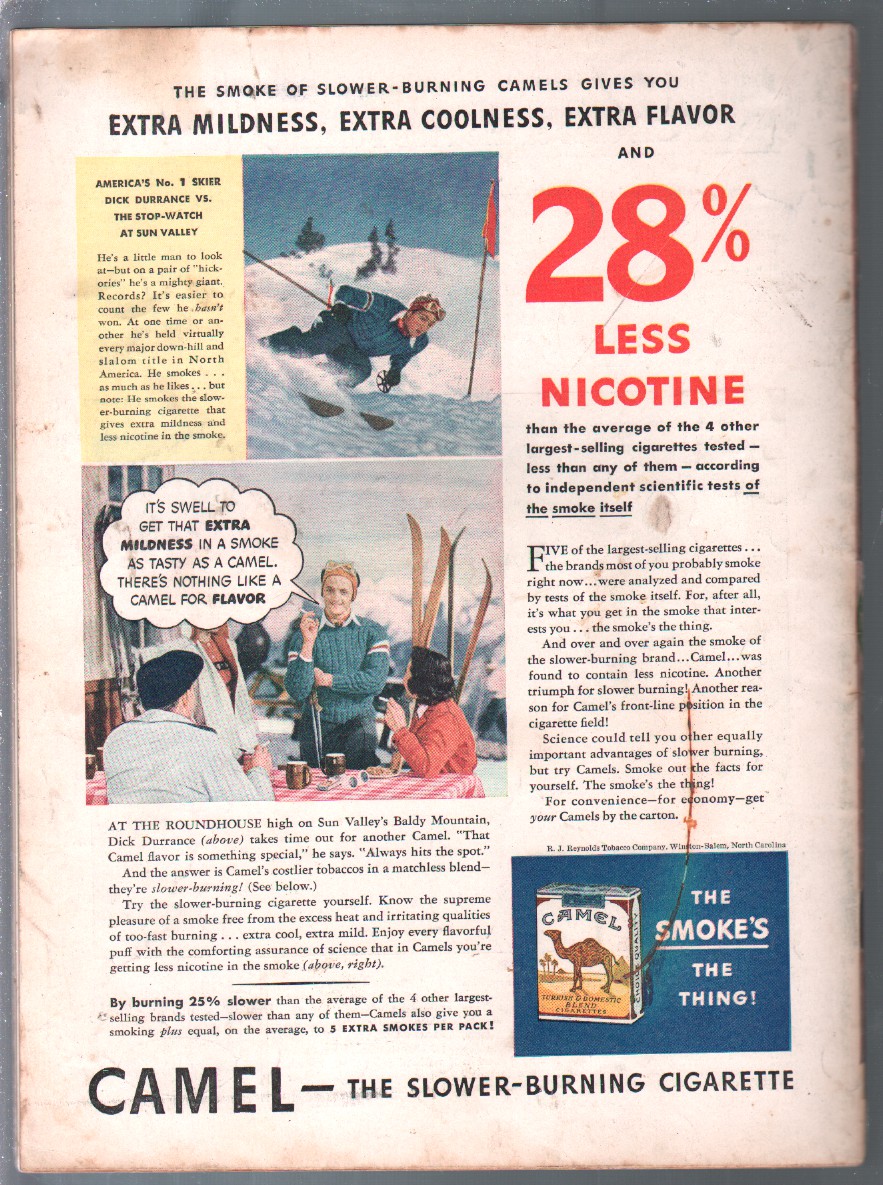 THE SMOKE OF SLOWER-BURNING CAMELS GIVES YOU
EXTRA MILDNESS, EXTRA COOLNESS, EXTRA FLAVOR
AND
28%
LESS
NICOTINE
than the average of the 4 other
largest-selling cigarettes tested—
less than any of them—according
to independent scientific tests of
the smoke itself
AMERICA'S No. 1 SKIER
DICK DURRANCE VS.
THE STOP-WATCH
AT SUN VALLEY
He's a little man to look
at—but on a pair of "hick-
ories" he's a mighty giant.
Records? It's easier to
count the few he hasn't
won. At one time or an-
other he's held virtually
every major down-hill and
slalom title in North
America. He smokes . . .
as much as he likes . . . but
note: He smokes the slow-
er-burning cigarette that
gives extra mildness and
less nicotine in the smoke.
IT'S SWELL TO
GET THAT EXTRA
MILDNESS IN A SMOKE
AS TASTY AS A CAMEL.
THERE'S NOTHING LIKE A
CAMEL FOR FLAVOR
AT THE ROUNDHOUSE high on Sun Valley's Baldy Mountain,
Dick Durrance (above) takes time out for another Camel. "That
Camel flavor is something special," he says. "Always hits the spot."
And the answer is Camel's costlier tobaccos in a matchless blend—
they're slower-burning! (See below.)
Try the slower-burning cigarette yourself. Know the supreme
pleasure of a smoke free from the excess heat and irritating qualities
of too-fast burning . . . extra cool, extra mild. Enjoy every flavorful
puff with the comforting assurance of science that in Camels you're
getting less nicotine in the smoke (above, right).
By burning 25% slower than the average of the 4 other largest-
selling brands tested—slower than any of them—Camels also give you a
smoking plus equal, on the average, to 5 EXTRA SMOKES PER PACK!
FIVE of the largest-selling cigarettes . . .
the brands most of you probably smoke
right now...were analyzed and compared
by tests of the smoke itself. For, after all,
it's what you get in the smoke that inter-
ests you . . . the smoke's the thing.
And over and over again the smoke of
the slower-burning brand...Camel...was
found to contain less nicotine. Another
triumph for slower burning! Another rea-
son for Camel's front-line position in the
cigarette field!
Science could tell you other equally
important advantages of slower burning,
but try Camels. Smoke out the facts for
yourself. The smoke's the thing!
For convenience—for economy—get
your Camels by the carton.
R. J. Reynolds Tobacco Company, Winston-Salem, North Carolina
CAMEL
TURKISH & DOMESTIC
BLEND
CIGARETTES
CHOICE QUALITY
THE
SMOKE'S
THE
THING!
CAMEL—THE SLOWER-BURNING CIGARETTE